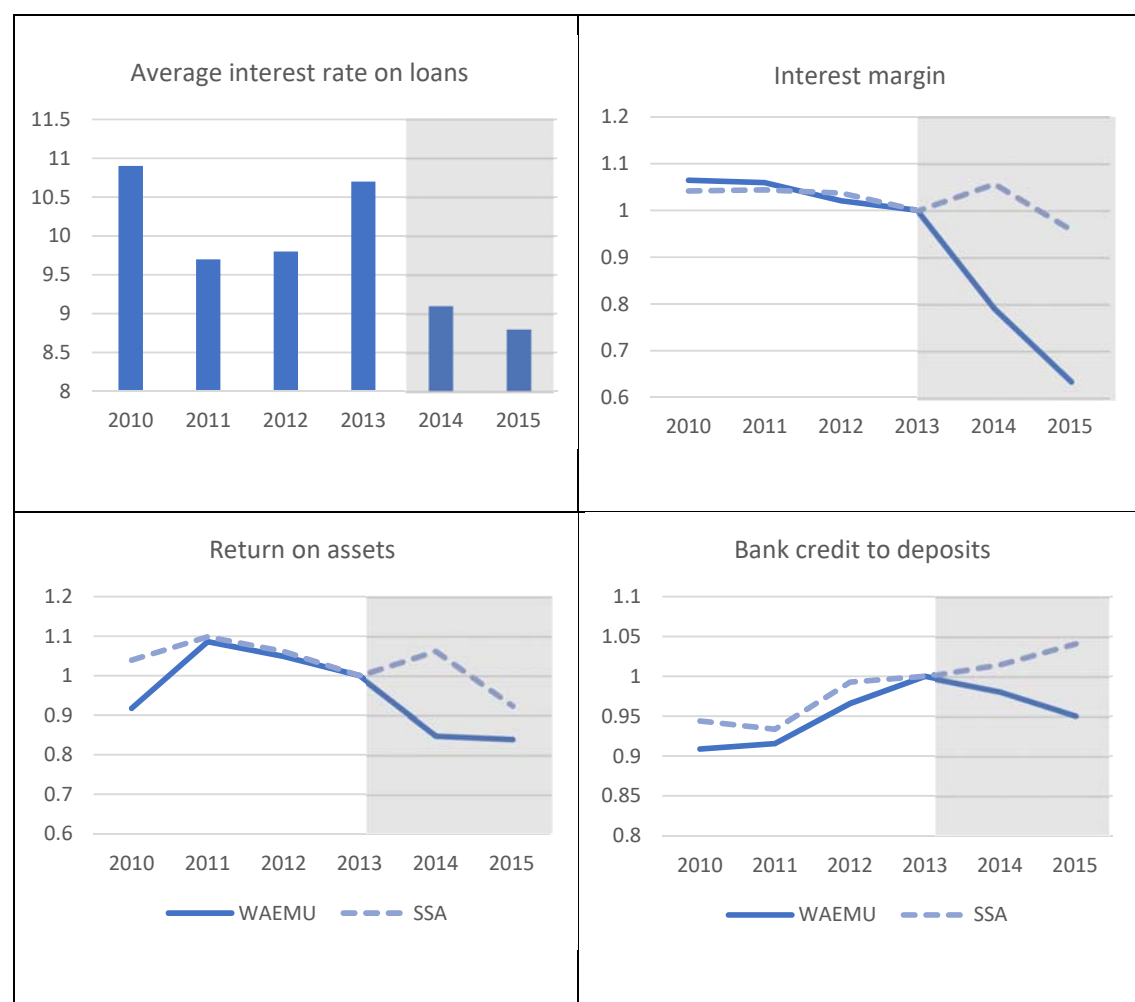 Average interest rate on loans
11.5
11
10.5
10
9.5
9
8.5
8
2010 2011 2012 2013 2014 2015
Interest margin
1.2
1.1
1
0.9
0.8
0.7
0.6
2010 2011 2012 2013 2014 2015
Return on assets
1.2
1.1
1
0.9
0.8
0.7
0.6
2010 2011 2012 2013 2014 2015
WAEMU SSA
Bank credit to deposits
1.1
1.05
1
0.95
0.9
0.85
0.8
2010 2011 2012 2013 2014 2015
WAEMU SSA